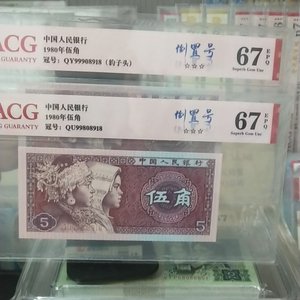 ACG
GUARANTY
中国人民银行
1980年伍角
冠号：QY99908918（豹子头）
倒置号
☆☆☆
67 EPQ
Superb Gem Unc
ACG
GUARANTY
中国人民银行
1980年伍角
冠号：QU99808918
倒置号
☆☆☆
67 EPQ
Superb Gem Unc
中国人民银行
伍角
5
5